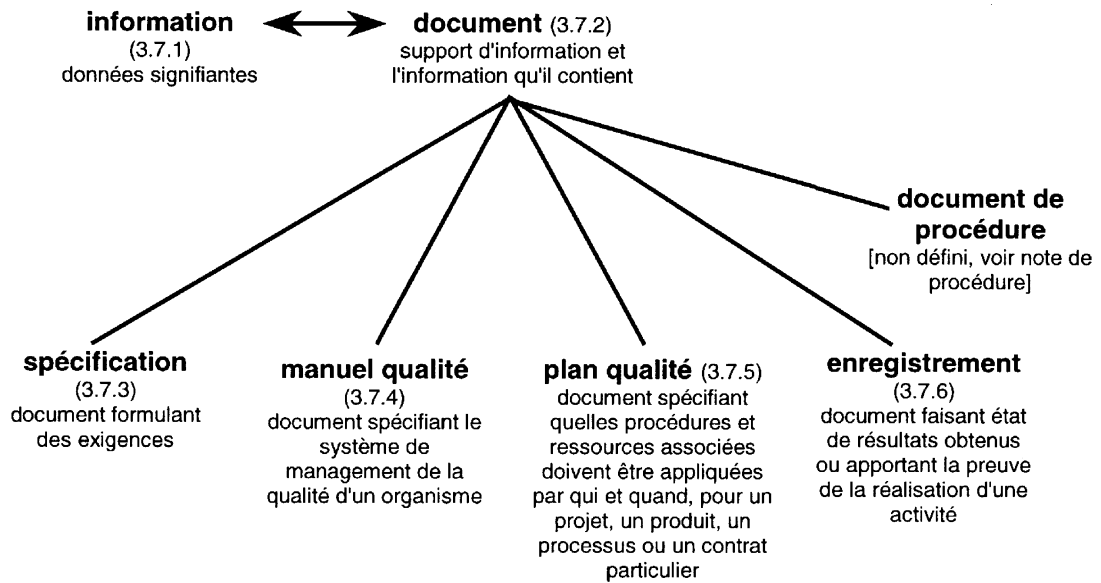 information
(3.7.1)
données signifiantes
document (3.7.2)
support d'information et
l'information qu'il contient
document de
procédure
[non défini, voir note de
procédure]
spécification
(3.7.3)
document formulant
des exigences
manuel qualité
(3.7.4)
document spécifiant le
système de
management de la
qualité d'un organisme
plan qualité (3.7.5)
document spécifiant
quelles procédures et
ressources associées
doivent être appliquées
par qui et quand, pour un
projet, un produit, un
processus ou un contrat
particulier
enregistrement
(3.7.6)
document faisant état
de résultats obtenus
ou apportant la preuve
de la réalisation d'une
activité